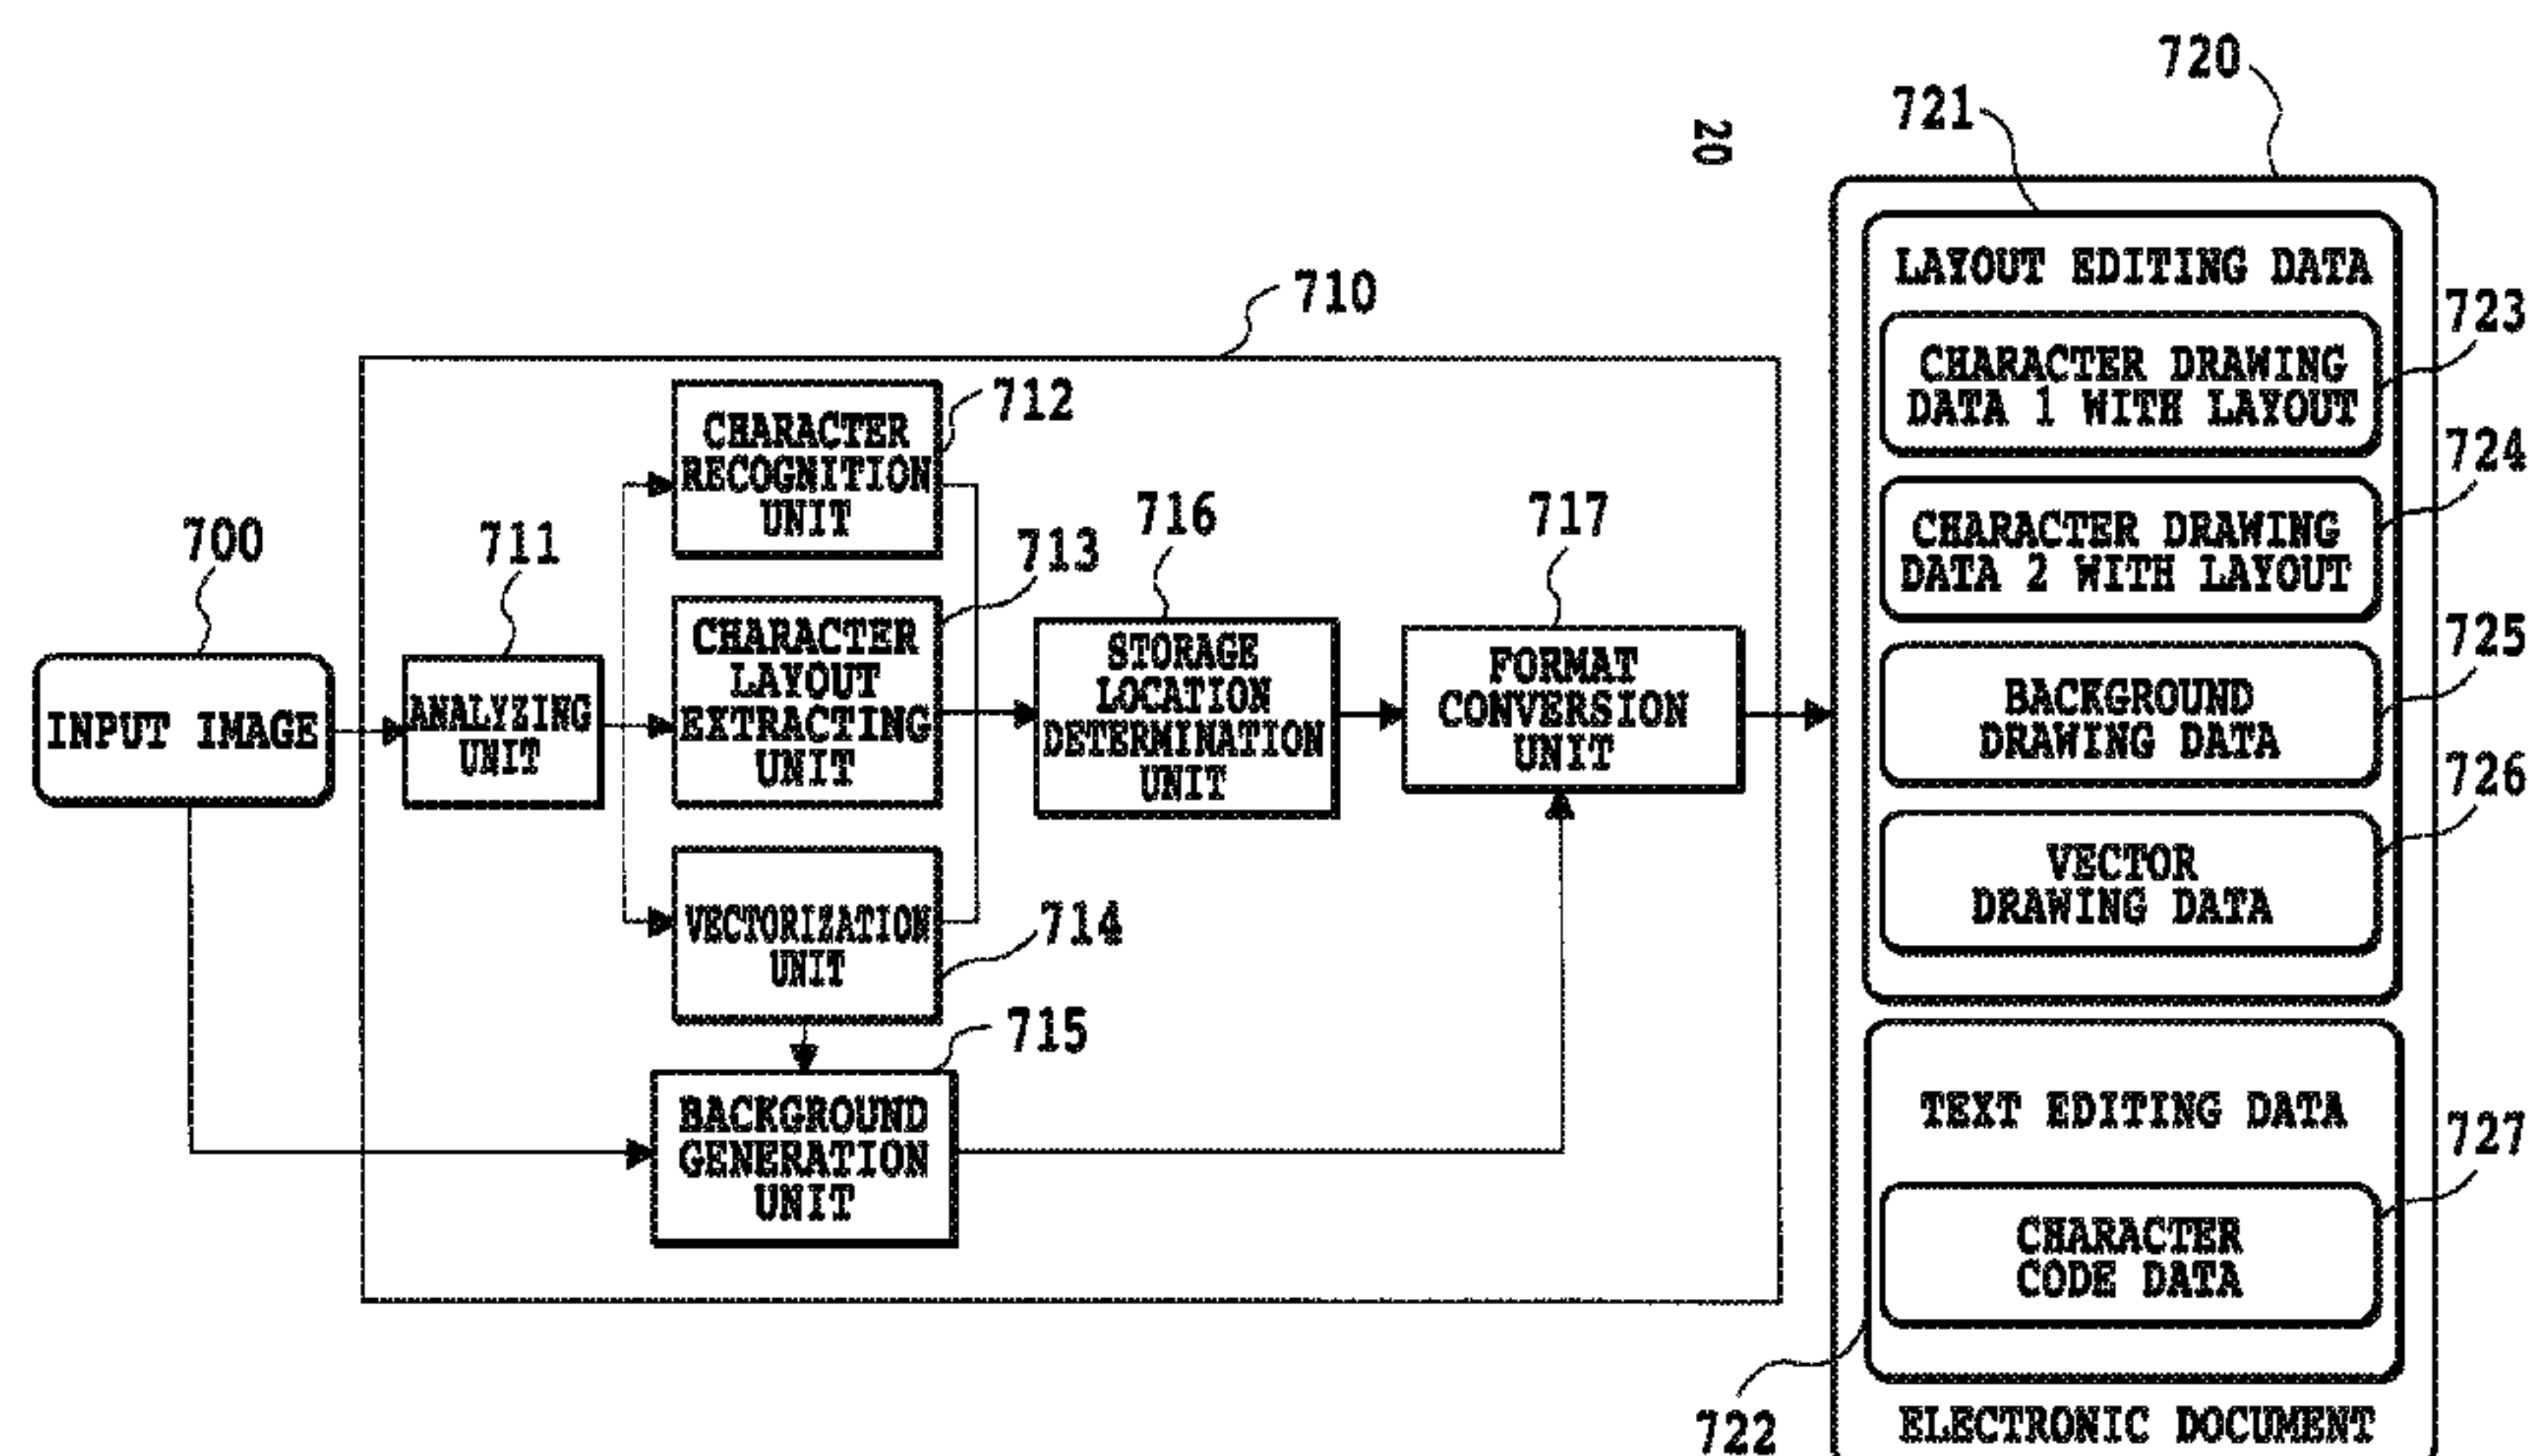 720
721
20
LAYOUT EDITING DATA
710
723
CHARACTER DRAWING
DATA 1 WITH LAYOUT
712
CHARACTER
RECOGNITION
UNIT
724
CHARACTER DRAWING
DATA 2 WITH LAYOUT
700
711
713
716
717
INPUT IMAGE
ANALYZING
UNIT
CHARACTER
LAYOUT
EXTRACTING
UNIT
STORAGE
LOCATION
DETERMINATION
UNIT
FORMAT
CONVERSION
UNIT
725
BACKGROUND
DRAWING DATA
726
VECTOR
DRAWING DATA
VECTORIZATION
UNIT
714
715
BACKGROUND
GENERATION
UNIT
TEXT EDITING DATA
727
CHARACTER
CODE DATA
722
ELECTRONIC DOCUMENT